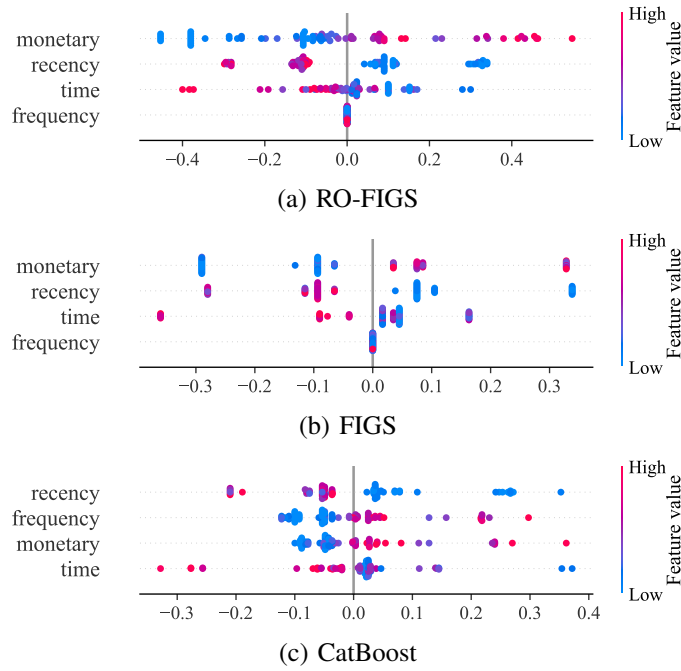 High
monetary
recency
time
frequency
Feature value
Low
−0.4 −0.2 0.0 0.2 0.4
(a) RO-FIGS
High
monetary
recency
time
frequency
Feature value
Low
−0.3 −0.2 −0.1 0.0 0.1 0.2 0.3
(b) FIGS
High
recency
frequency
monetary
time
Feature value
Low
−0.3 −0.2 −0.1 0.0 0.1 0.2 0.3 0.4
(c) CatBoost